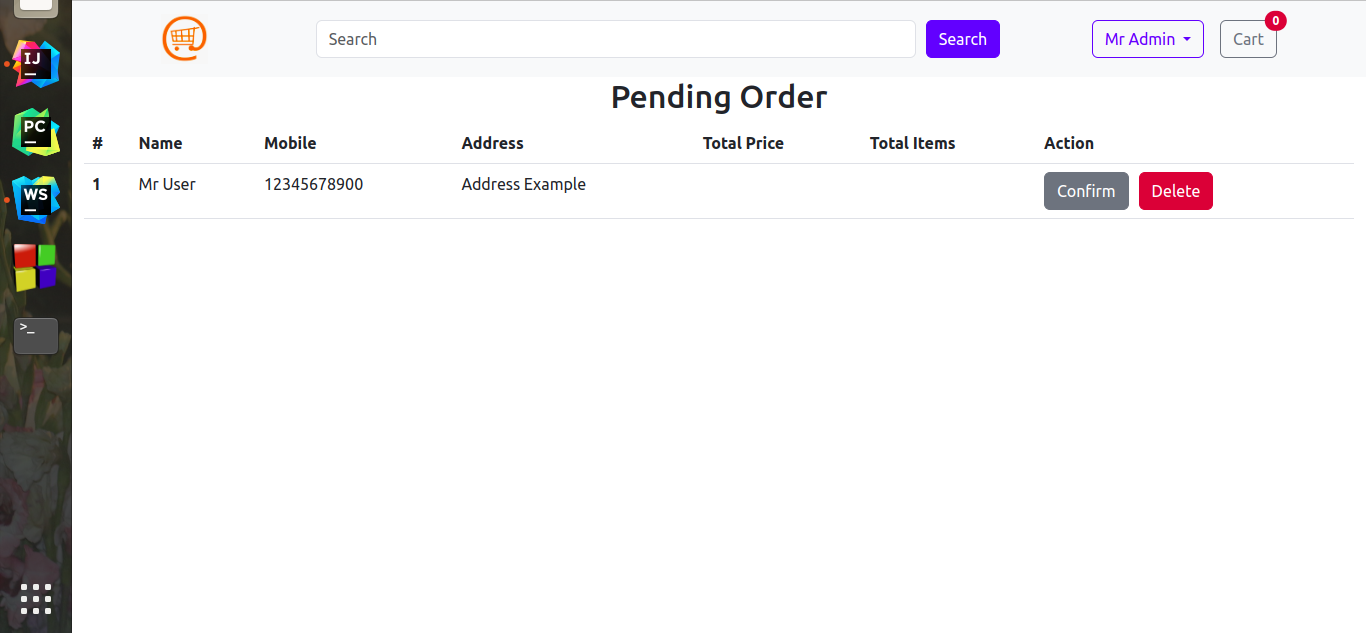 IJ
PC
WS
>_
Search
Search
Mr Admin
Cart
0
Pending Order
# Name Mobile Address Total Price Total Items Action
1 Mr User 12345678900 Address Example Confirm Delete